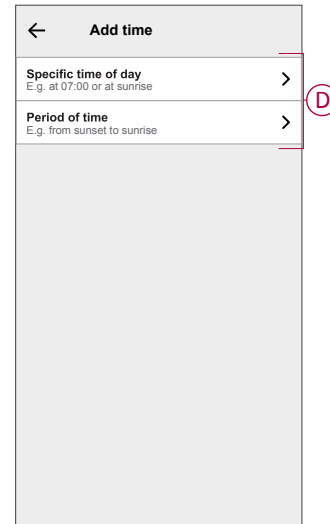 Add time
Specific time of day
E.g. at 07:00 or at sunrise
Period of time
E.g. from sunset to sunrise
D